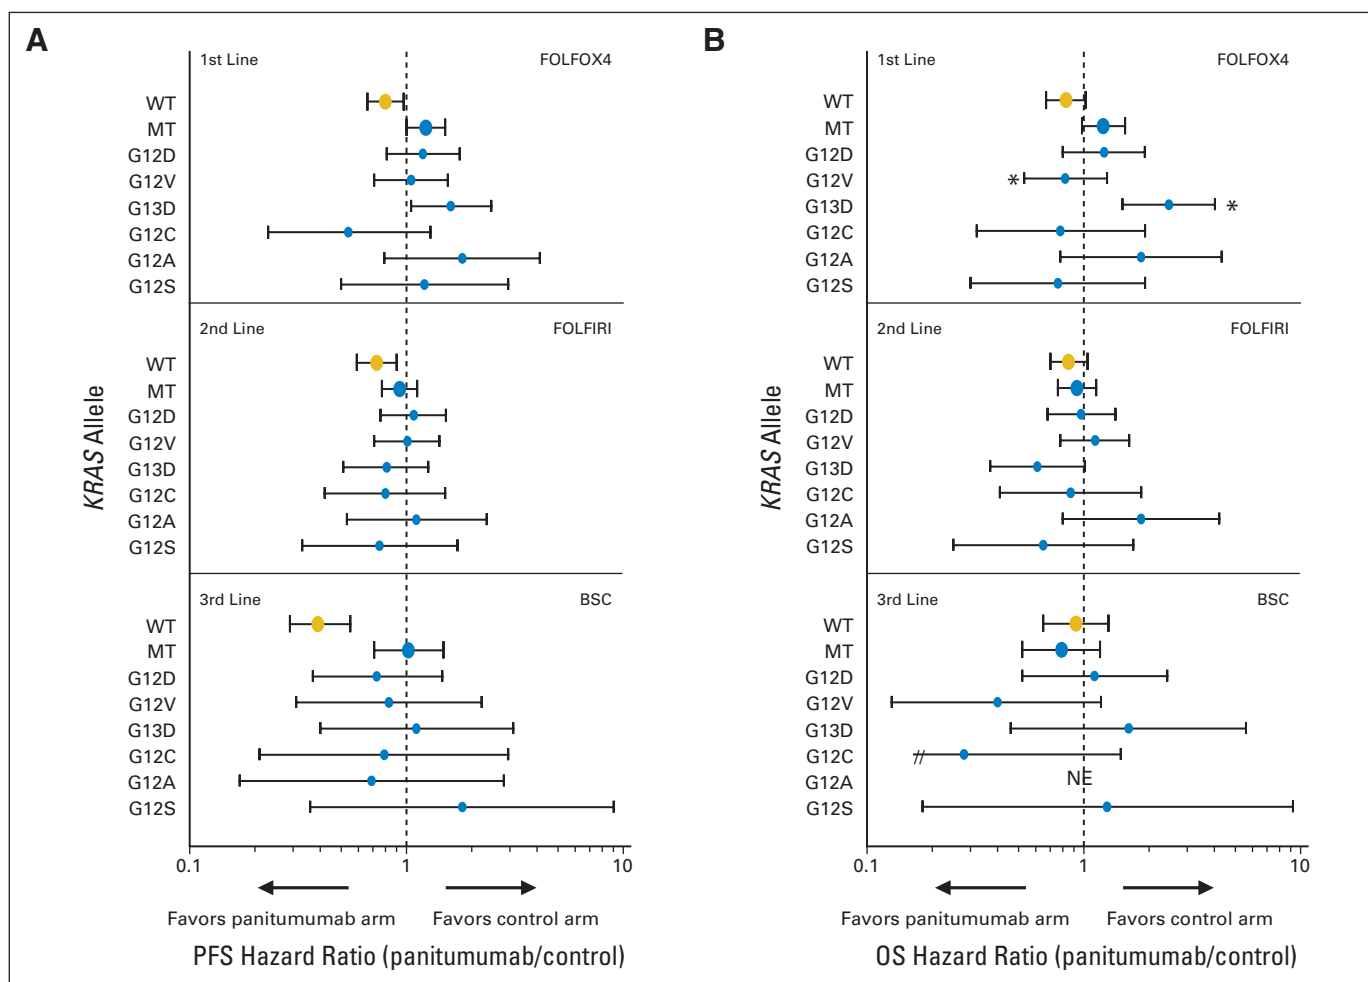 A
1st Line FOLFOX4
WT
MT
G12D
G12V
G13D
G12C
G12A
G12S
2nd Line FOLFIRI
WT
MT
G12D
G12V
G13D
G12C
G12A
G12S
3rd Line BSC
WT
MT
G12D
G12V
G13D
G12C
G12A
G12S
KRAS Allele
0.1 1 10
Favors panitumumab arm Favors control arm
PFS Hazard Ratio (panitumumab/control)
B
1st Line FOLFOX4
WT
MT
G12D
G12V *
G13D *
G12C
G12A
G12S
2nd Line FOLFIRI
WT
MT
G12D
G12V
G13D
G12C
G12A
G12S
3rd Line BSC
WT
MT
G12D
G12V
G13D
G12C //
G12A NE
G12S
KRAS Allele
0.1 1 10
Favors panitumumab arm Favors control arm
OS Hazard Ratio (panitumumab/control)